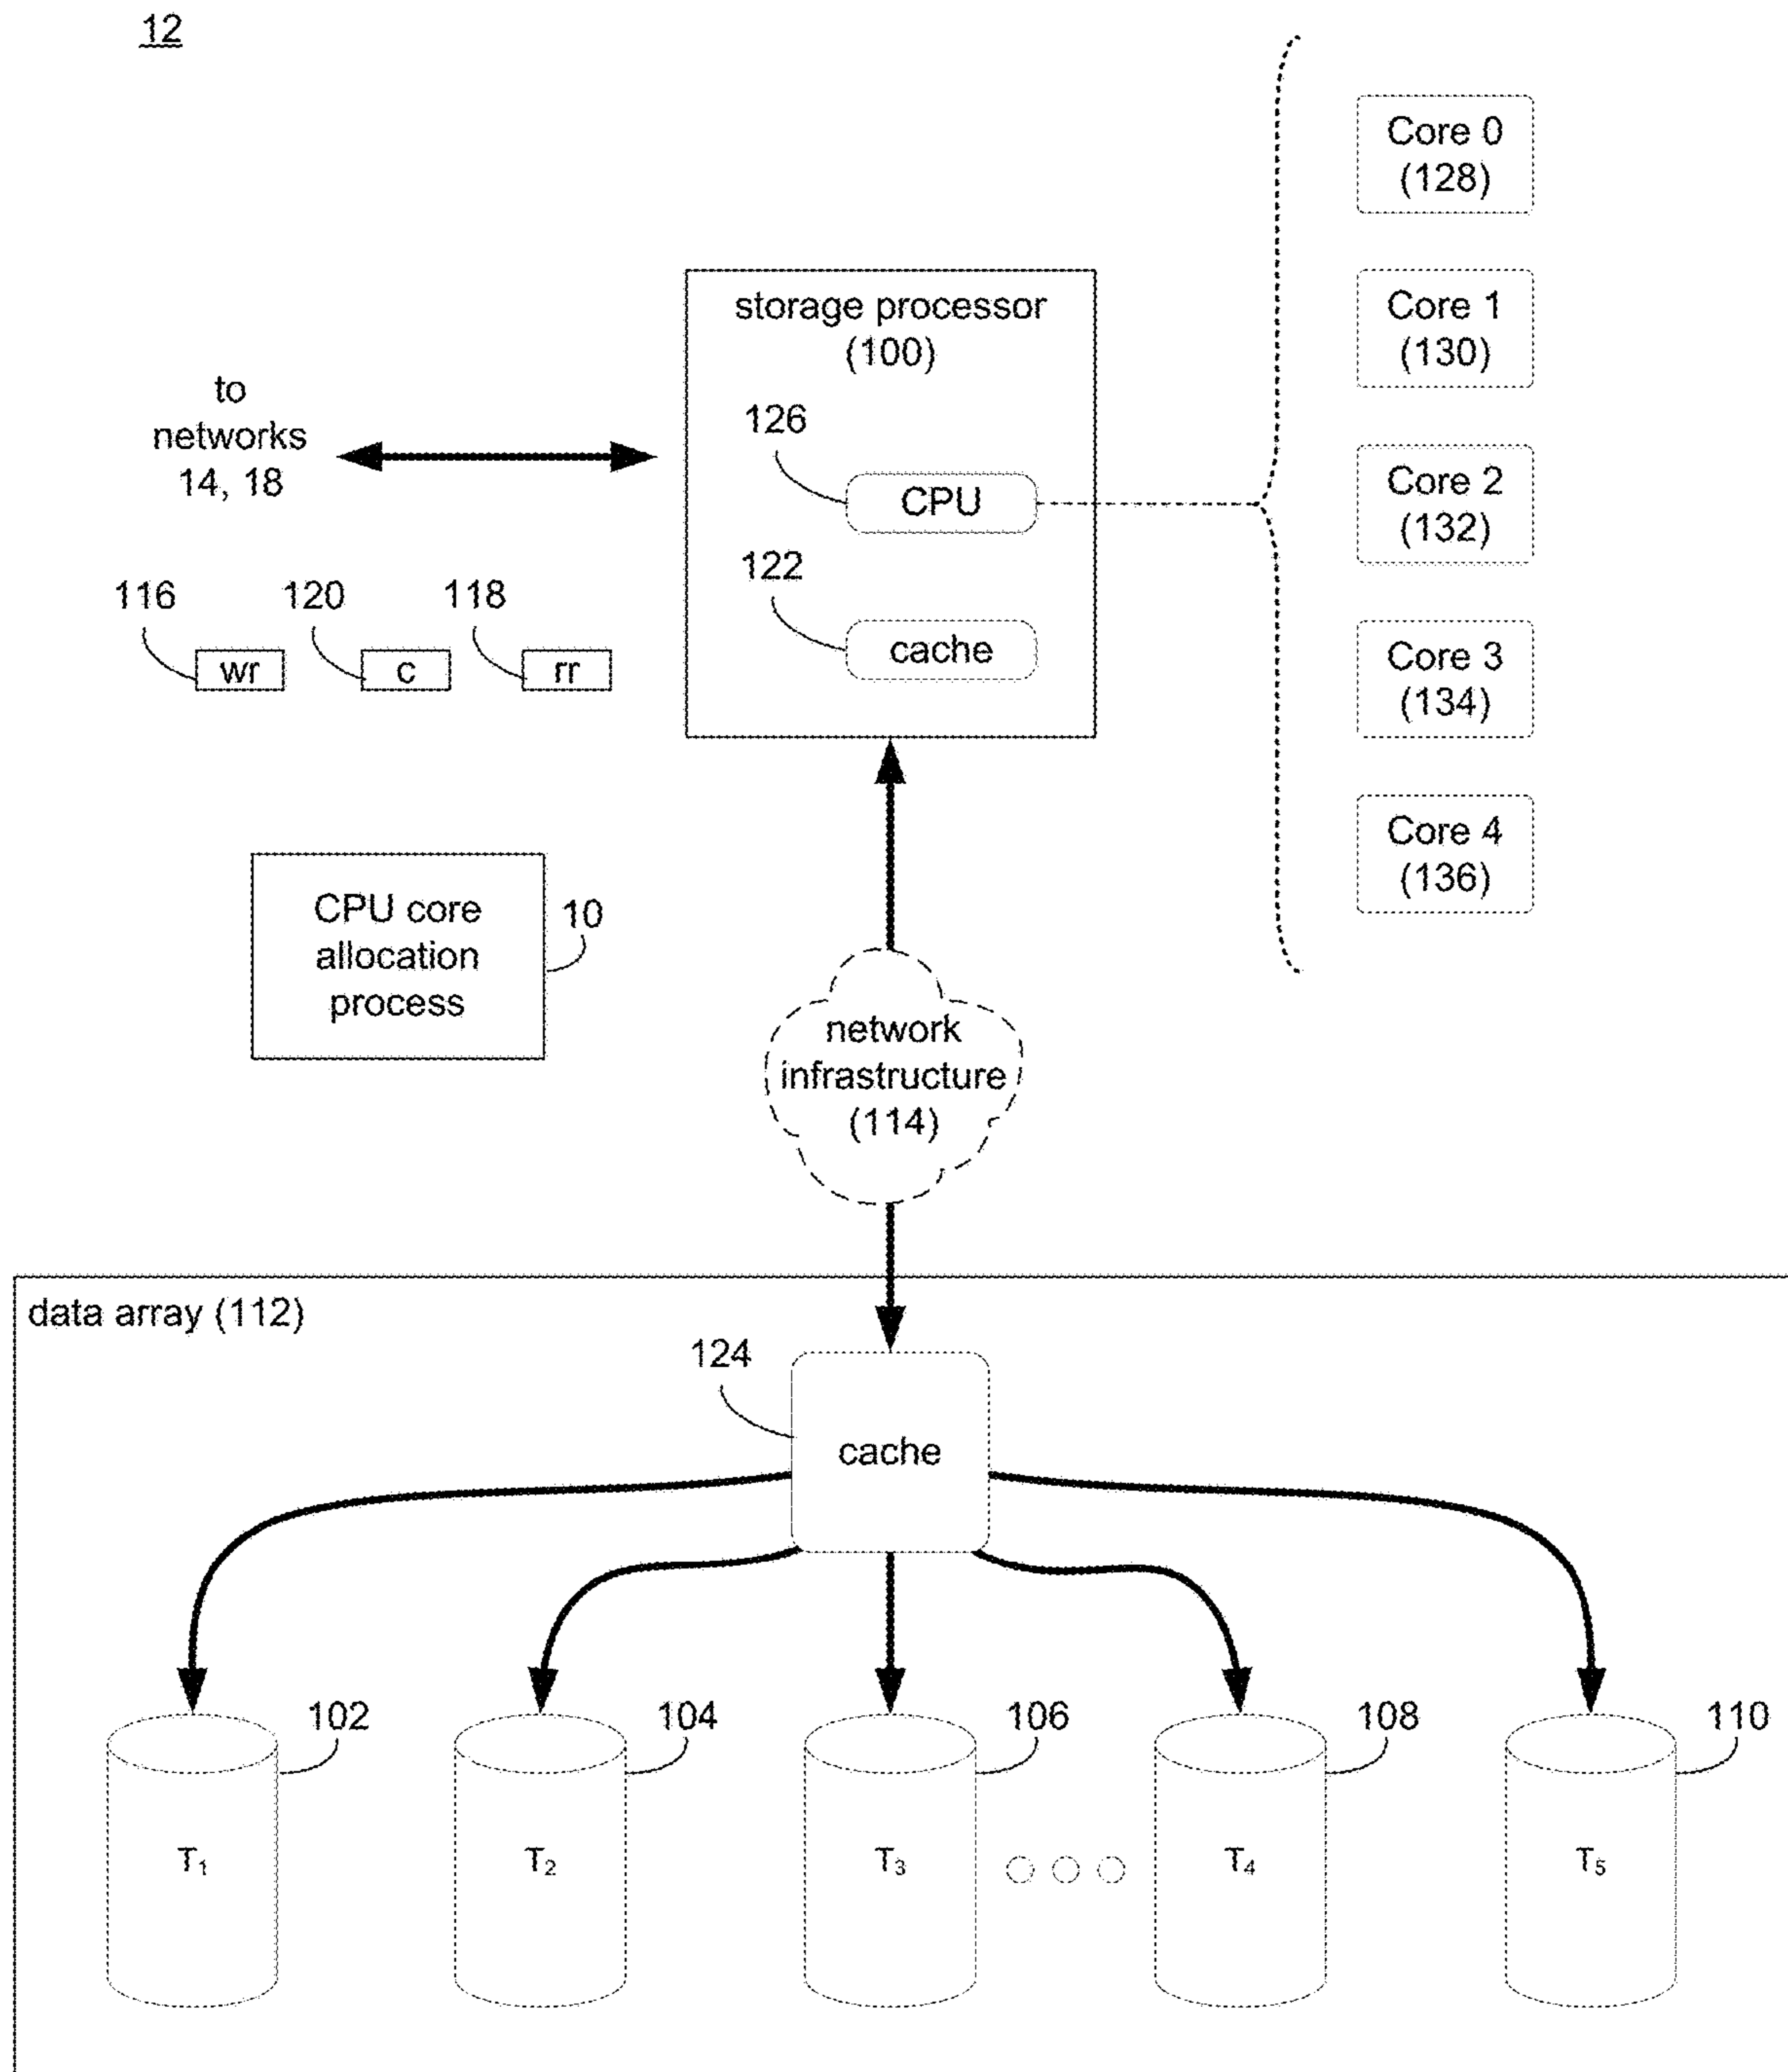 12
Core 0
(128)
storage processor
(100)
Core 1
(130)
to
networks
14, 18
126
CPU
Core 2
(132)
122
cache
116
120
118
wr
c
rr
Core 3
(134)
Core 4
(136)
CPU core
allocation
process
10
network
infrastructure
(114)
data array (112)
124
cache
102
104
106
108
110
T₁
T₂
T₃
T₄
T₅